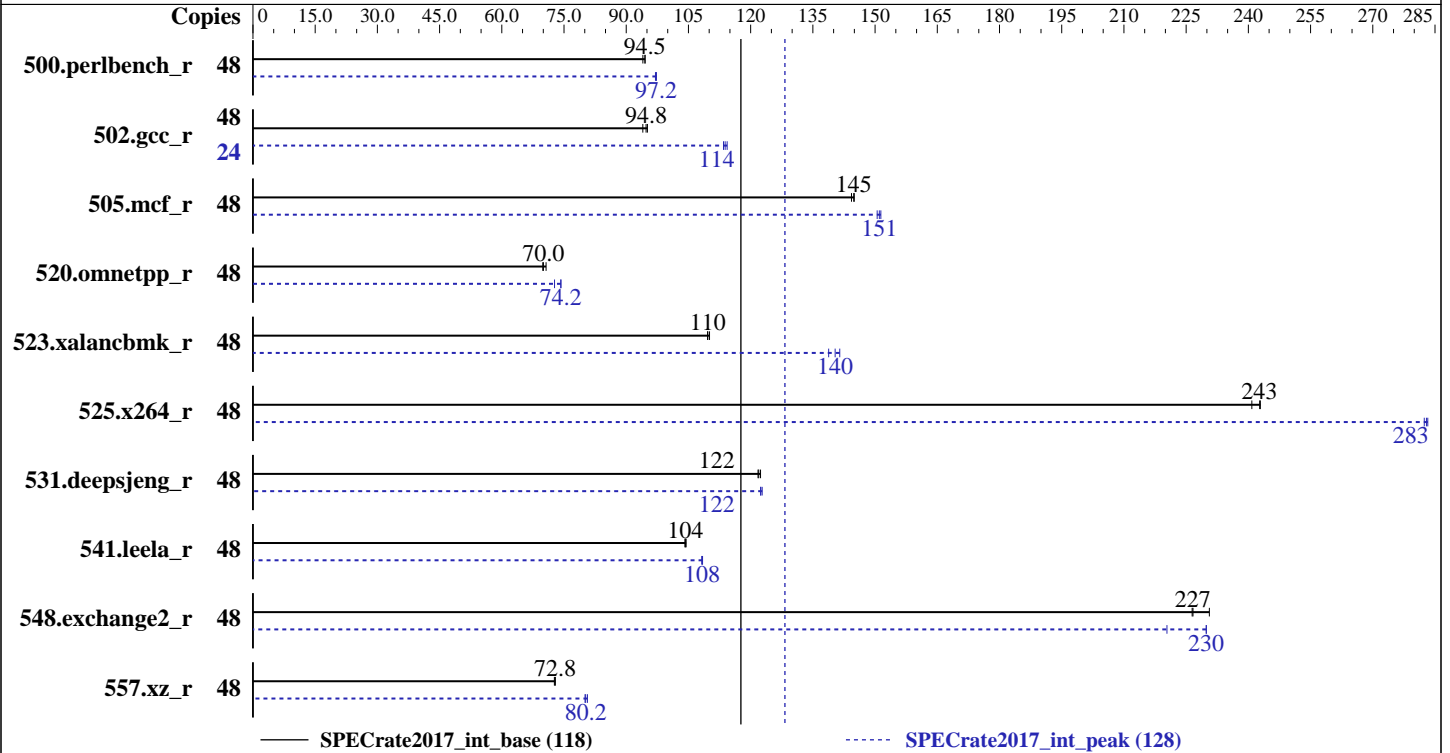 Copies 0 15.0 30.0 45.0 60.0 75.0 90.0 105 120 135 150 165 180 195 210 225 240 255 270 285
94.5
500.perlbench_r 48
97.2
48 94.8
502.gcc_r
24 114
145
505.mcf_r 48
151
70.0
520.omnetpp_r 48
74.2
110
523.xalancbmk_r 48
140
243
525.x264_r 48
283
122
531.deepsjeng_r 48
122
104
541.leela_r 48
108
227
548.exchange2_r 48
230
72.8
557.xz_r 48
80.2
SPECrate2017_int_base (118) SPECrate2017_int_peak (128)